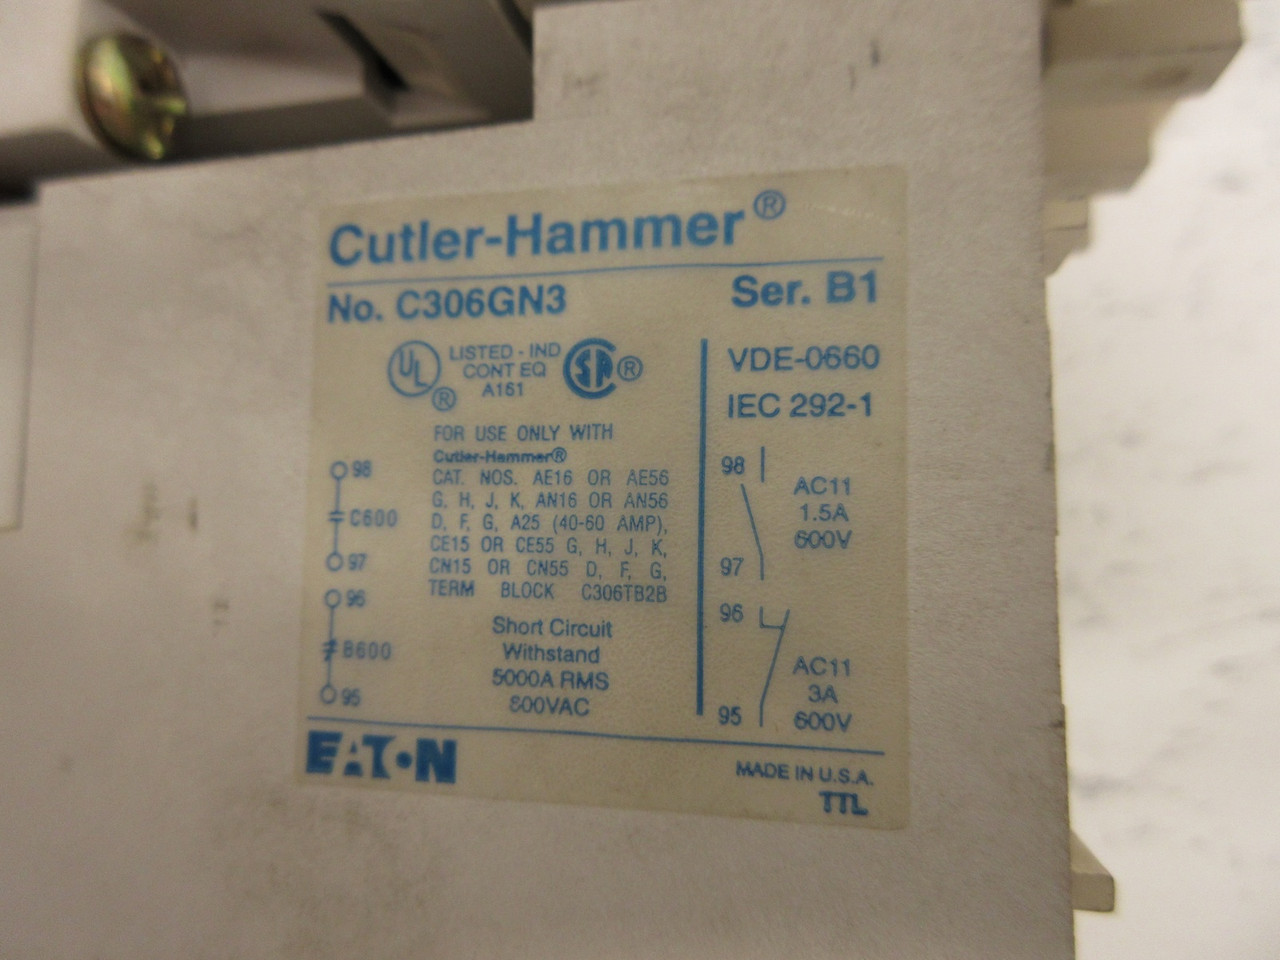 Cutler-Hammer®
No. C306GN3 Ser. B1
UL® LISTED - IND
CONT EQ
A161
SA ®
FOR USE ONLY WITH
Cutler-Hammer®
CAT. NOS. AE16 OR AE56
G, H, J, K, AN16 OR AN56
D, F, G, A25 (40-60 AMP),
CE15 OR CE55 G, H, J, K,
CN15 OR CN55 D, F, G,
TERM BLOCK C306TB2B
Short Circuit
Withstand
5000A RMS
600VAC
98
C600
97
96
B600
95
VDE-0660
IEC 292-1
98
AC11
1.5A
600V
97
96
AC11
3A
600V
95
EATON
MADE IN U.S.A.
TTL